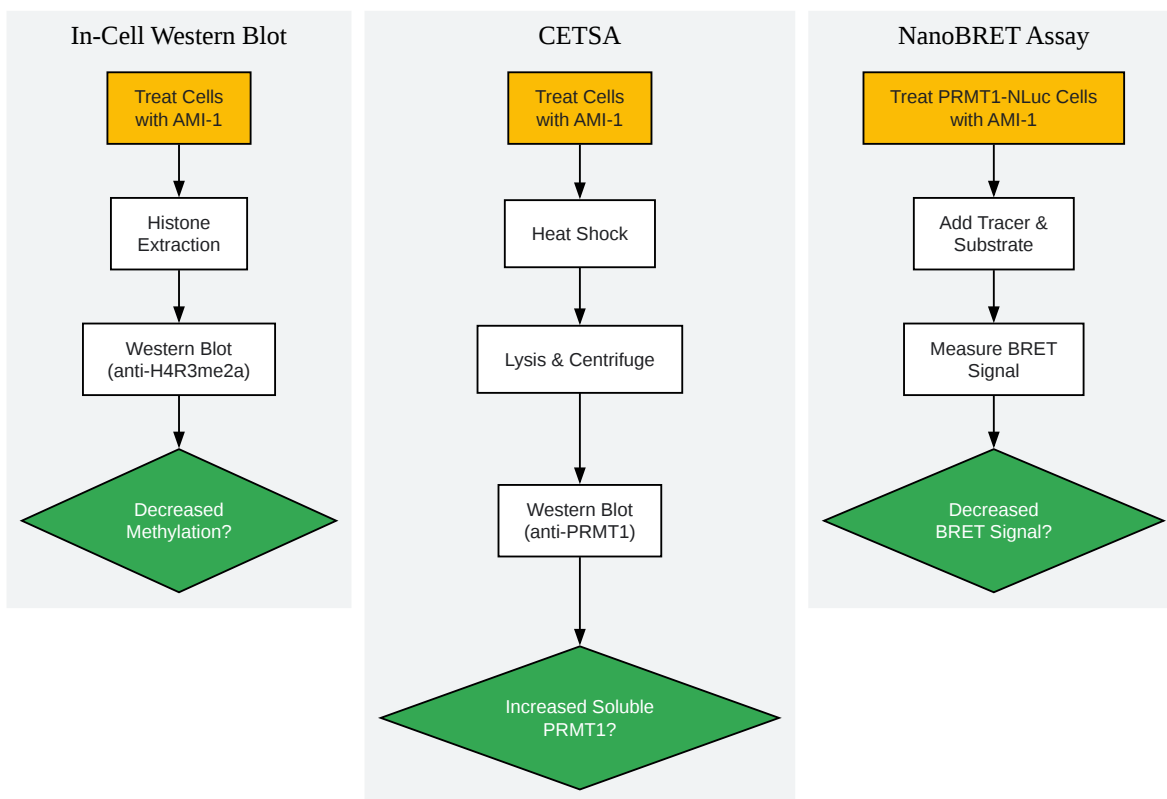 In-Cell Western Blot
Treat Cells
with AMI-1
Histone
Extraction
Western Blot
(anti-H4R3me2a)
Decreased
Methylation?
CETSA
Treat Cells
with AMI-1
Heat Shock
Lysis & Centrifuge
Western Blot
(anti-PRMT1)
Increased Soluble
PRMT1?
NanoBRET Assay
Treat PRMT1-NLuc Cells
with AMI-1
Add Tracer &
Substrate
Measure BRET
Signal
Decreased
BRET Signal?